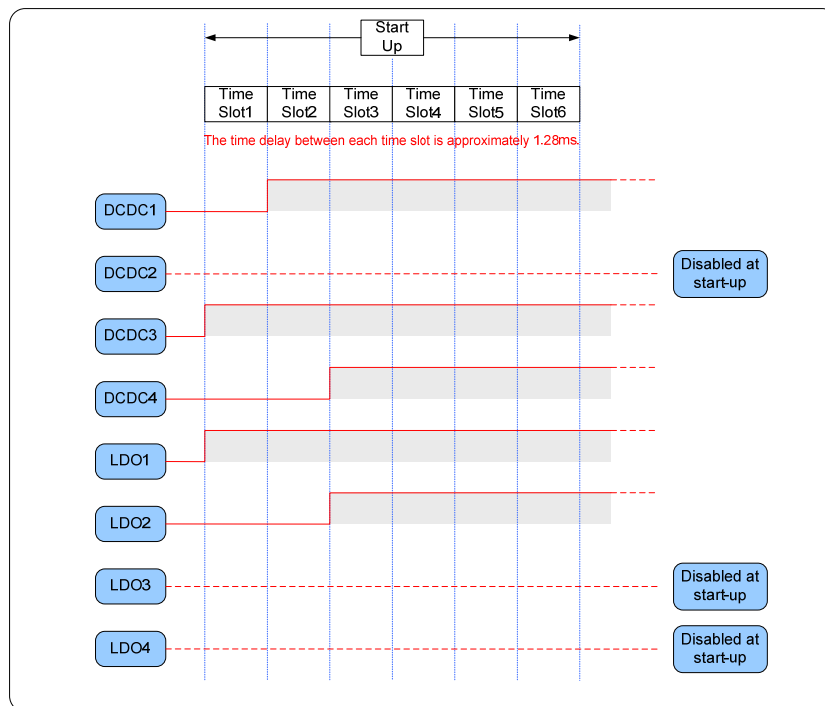 Start
Up
Time Slot1
Time Slot2
Time Slot3
Time Slot4
Time Slot5
Time Slot6
The time delay between each time slot is approximately 1.28ms.
DCDC1
DCDC2
Disabled at
start-up
DCDC3
DCDC4
LDO1
LDO2
LDO3
Disabled at
start-up
LDO4
Disabled at
start-up